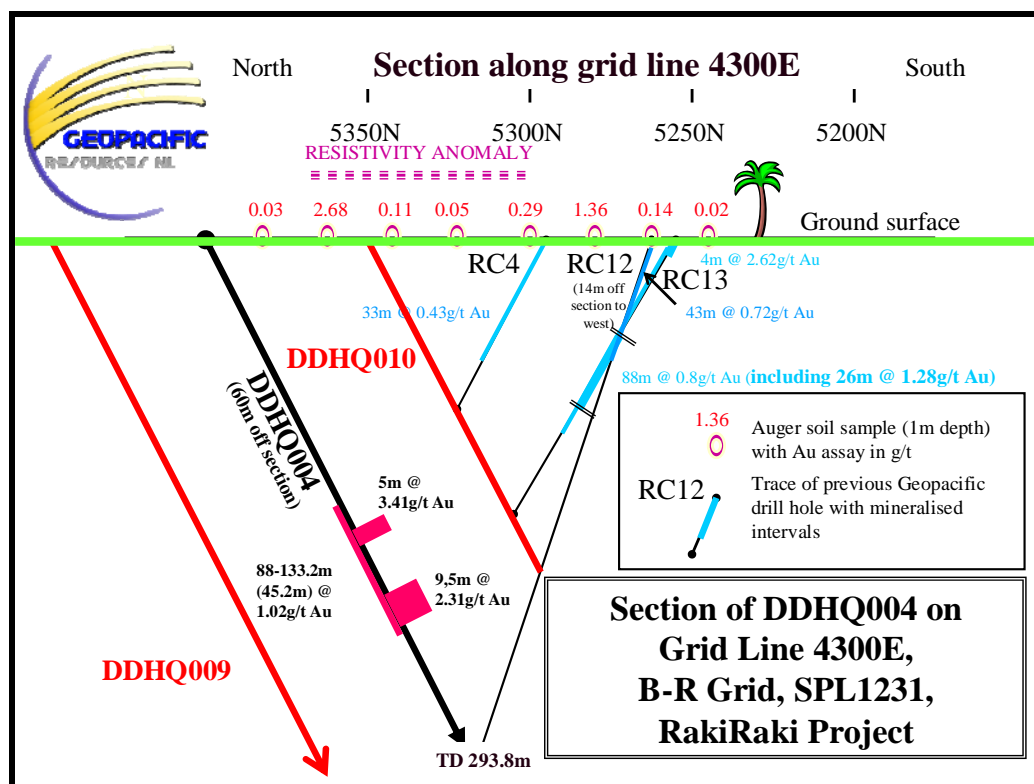 North
Section along grid line 4300E
South
5350N
5300N
5250N
5200N
GEOPACIFIC
RESOURCES NL
RESISTIVITY ANOMALY
0.03
2.68
0.11
0.05
0.29
1.36
0.14
0.02
Ground surface
RC4
RC12
(14m off
section to
west)
RC13
4m @ 2.62g/t Au
33m @ 0.43g/t Au
43m @ 0.72g/t Au
DDHQ010
88m @ 0.8g/t Au (including 26m @ 1.28g/t Au)
DDHQ004
(60m off section)
1.36
Auger soil sample (1m depth)
with Au assay in g/t
RC12
Trace of previous Geopacific
drill hole with mineralised
intervals
5m @
3.41g/t Au
88-133.2m
(45.2m) @
1.02g/t Au
9,5m @
2.31g/t Au
DDHQ009
Section of DDHQ004 on
Grid Line 4300E,
B-R Grid, SPL1231,
RakiRaki Project
TD 293.8m